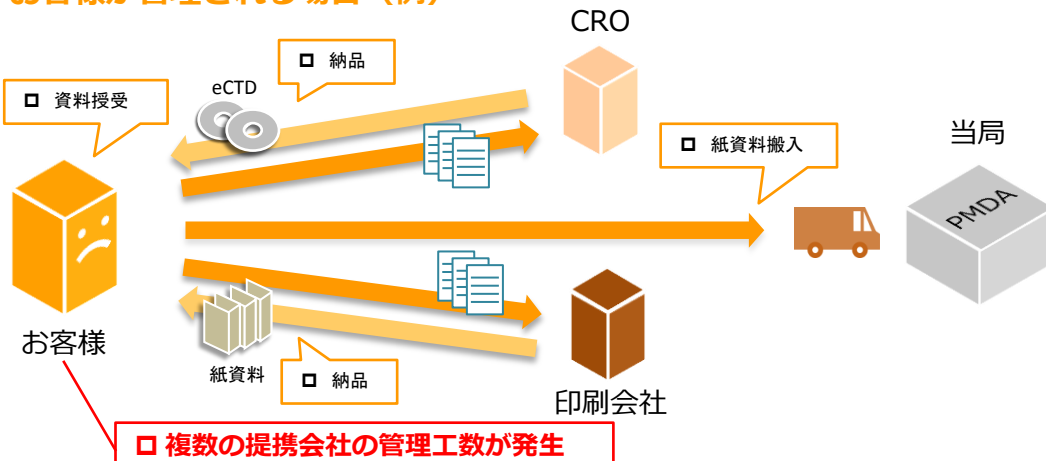 お客様が管理される場合（例）
CRO
□ 納品
eCTD
□ 資料授受
□ 紙資料搬入
当局
PMDA
お客様
紙資料
□ 納品
印刷会社
□ 複数の提携会社の管理工数が発生